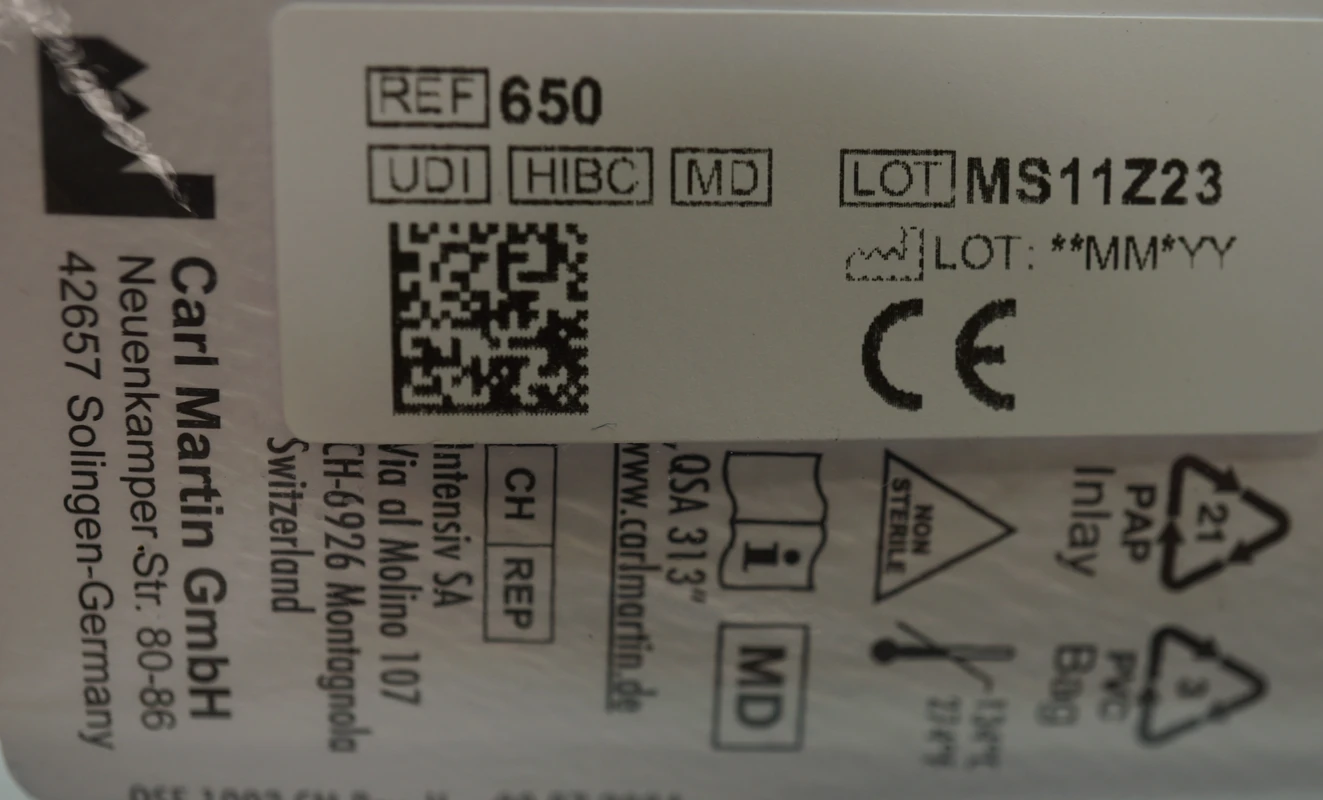 REF 650
UDI HIBC MD
LOT MS11Z23
LOT: **MM*YY
CE
Carl Martin GmbH
Neuenkamper Str. 80-86
42657 Solingen-Germany
21
PAP
Inlay
3
PVC
Bag
NON
STERILE
134°C
i
MD
QSA 313"
www.carlmartin.de
CH REP
Intensiv SA
Via al Molino 107
CH-6926 Montagnola
Switzerland